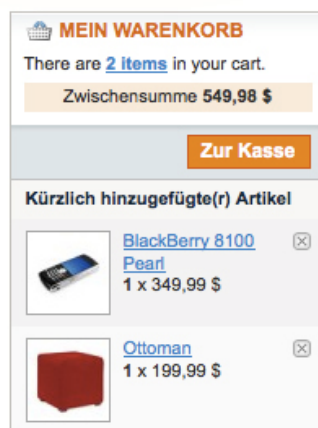 MEIN WARENKORB
There are 2 items in your cart.
Zwischensumme 549,98 $
Zur Kasse
Kürzlich hinzugefügte(r) Artikel
BlackBerry 8100
Pearl
1 x 349,99 $
Ottoman
1 x 199,99 $